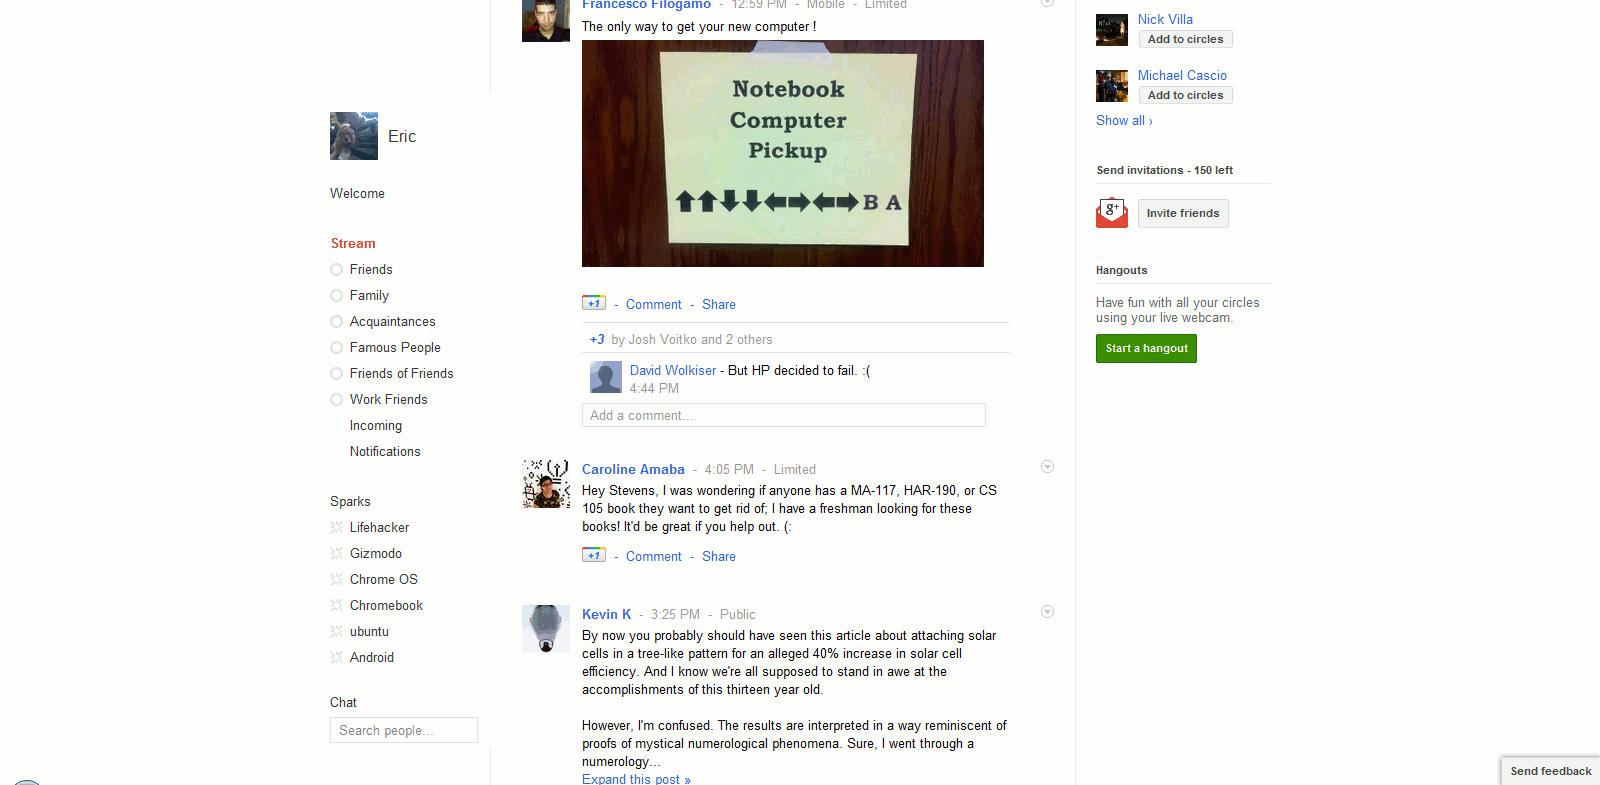 Eric
Welcome
Stream
Friends
Family
Acquaintances
Famous People
Friends of Friends
Work Friends
Incoming
Notifications
Sparks
Lifehacker
Gizmodo
Chrome OS
Chromebook
ubuntu
Android
Chat
Search people...
Francesco Filogamo - 12:59 PM - Mobile - Limited
The only way to get your new computer !
Notebook
Computer
Pickup
↑↑↓↓←→←→B A
+1 - Comment - Share
+3 by Josh Voitko and 2 others
David Wolkiser - But HP decided to fail. :(
4:44 PM
Add a comment...
Caroline Amaba - 4:05 PM - Limited
Hey Stevens, I was wondering if anyone has a MA-117, HAR-190, or CS
105 book they want to get rid of; I have a freshman looking for these
books! It'd be great if you help out. (:
+1 - Comment - Share
Kevin K - 3:25 PM - Public
By now you probably should have seen this article about attaching solar
cells in a tree-like pattern for an alleged 40% increase in solar cell
efficiency. And I know we're all supposed to stand in awe at the
accomplishments of this thirteen year old.
However, I'm confused. The results are interpreted in a way reminiscent of
proofs of mystical numerological phenomena. Sure, I went through a
numerology...
Expand this post »
Nick Villa
Add to circles
Michael Cascio
Add to circles
Show all ›
Send invitations - 150 left
g+
Invite friends
Hangouts
Have fun with all your circles
using your live webcam.
Start a hangout
Send feedback